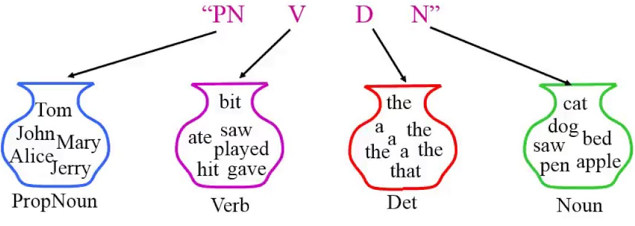 “PN V D N”
Tom
John Mary
Alice
Jerry
PropNoun
bit
ate saw
played
hit gave
Verb
the
a the
a
the a the
that
Det
cat
dog bed
saw
pen apple
Noun